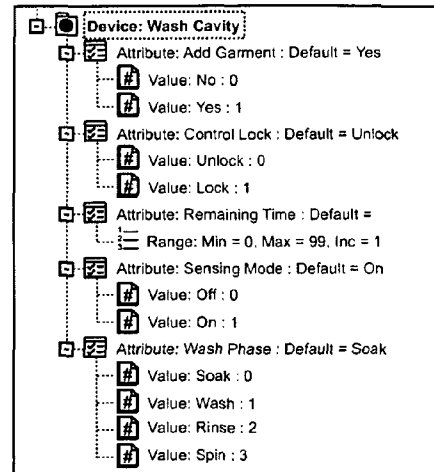 Device: Wash Cavity
Attribute: Add Garment : Default = Yes
# Value: No : 0
# Value: Yes : 1
Attribute: Control Lock : Default = Unlock
# Value: Unlock : 0
# Value: Lock : 1
Attribute: Remaining Time : Default =
Range: Min = 0, Max = 99, Inc = 1
Attribute: Sensing Mode : Default = On
# Value: Off : 0
# Value: On : 1
Attribute: Wash Phase : Default = Soak
# Value: Soak : 0
# Value: Wash : 1
# Value: Rinse : 2
# Value: Spin : 3